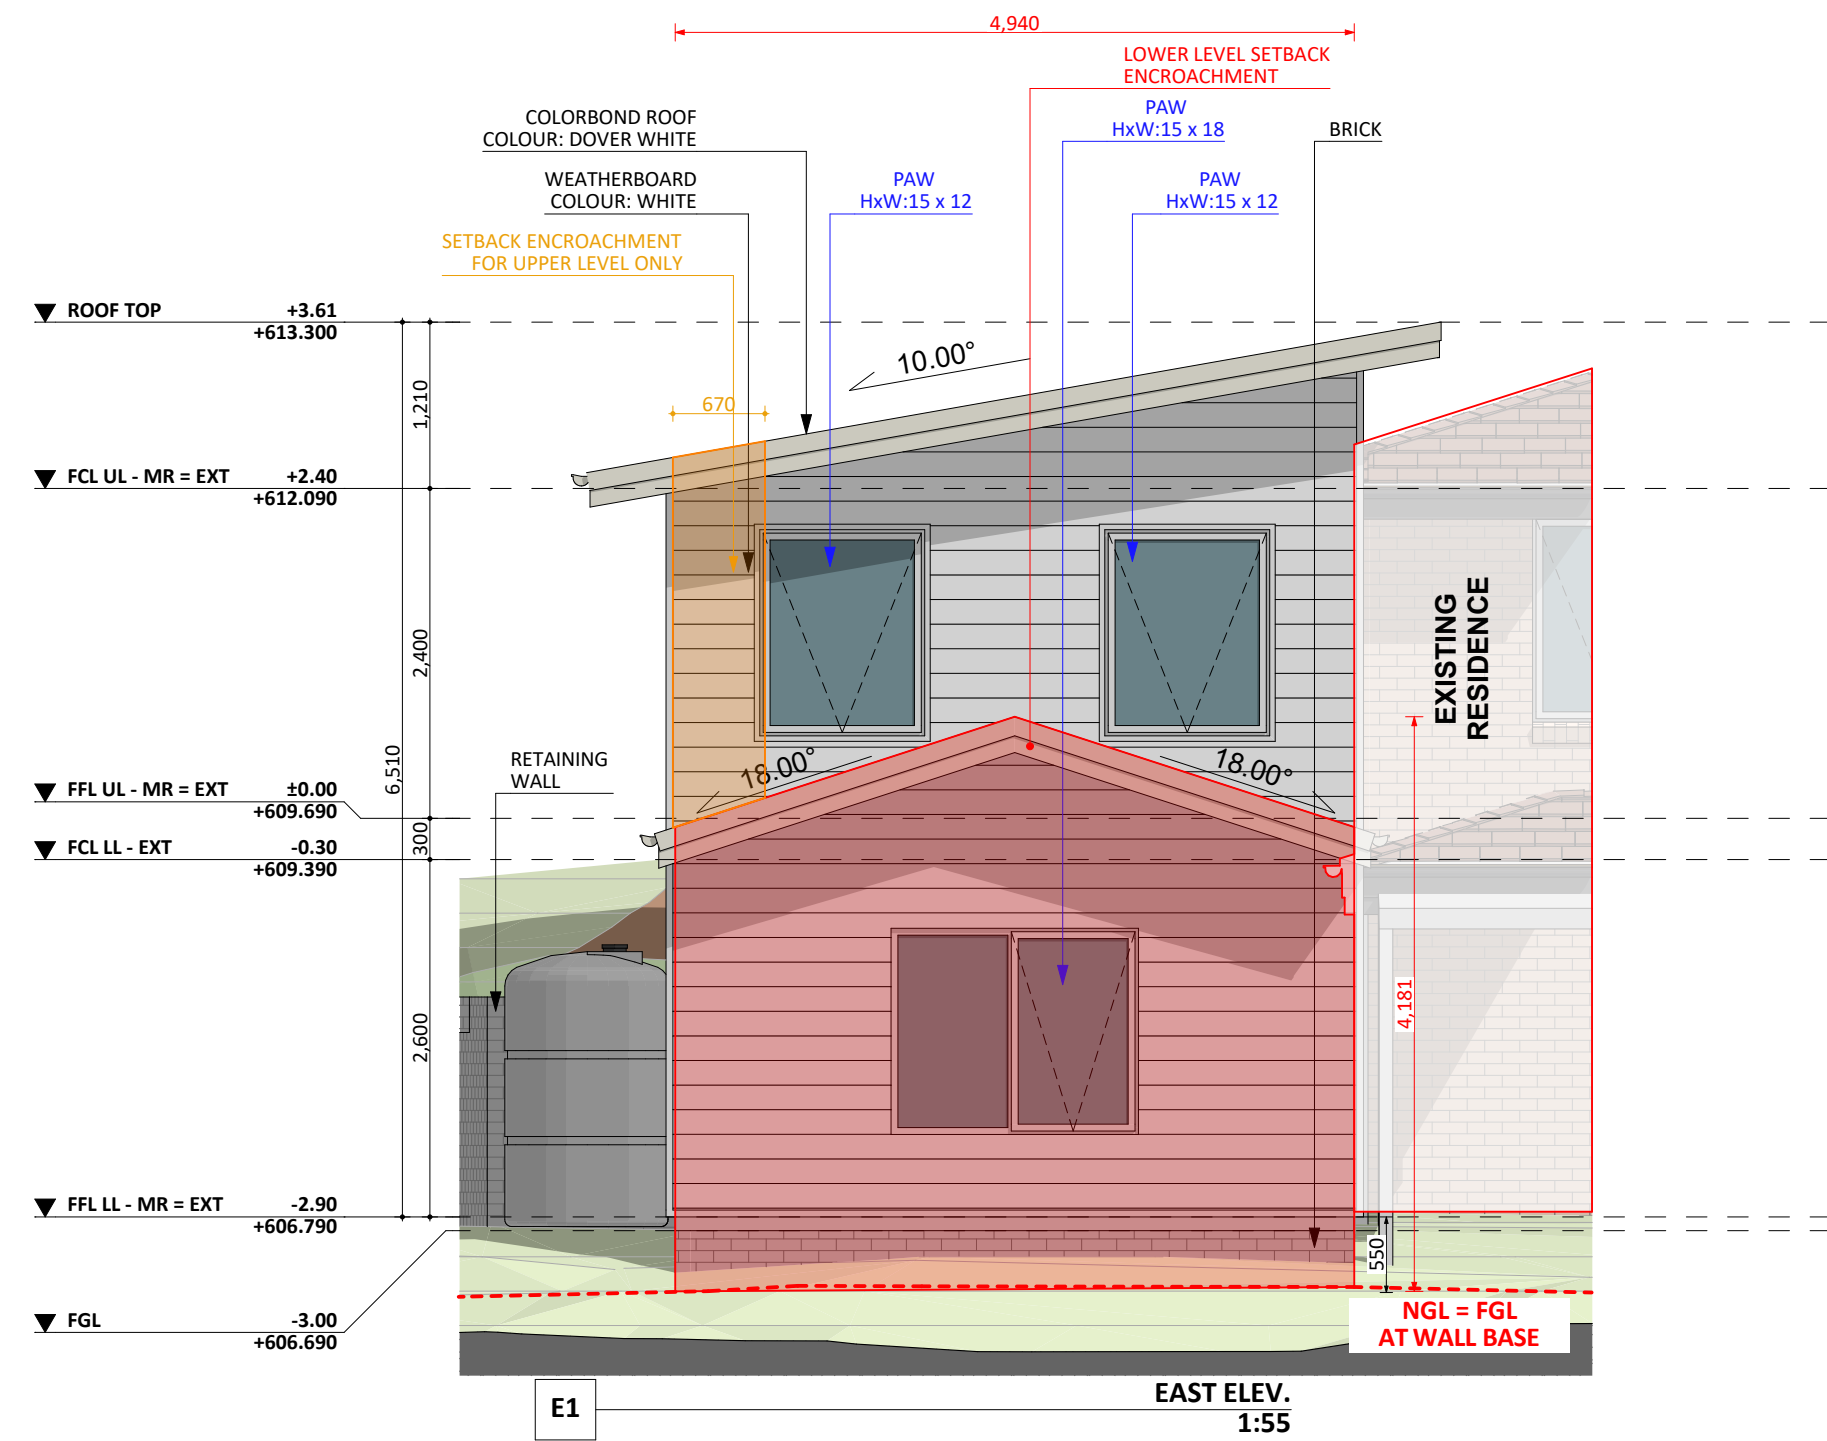 4,940
LOWER LEVEL SETBACK
ENCROACHMENT
PAW
HxW:15 x 18
COLORBOND ROOF
COLOUR: DOVER WHITE
BRICK
WEATHERBOARD
COLOUR: WHITE
PAW
HxW:15 x 12
PAW
HxW:15 x 12
SETBACK ENCROACHMENT
FOR UPPER LEVEL ONLY
ROOF TOP +3.61
+613.300
10.00°
1,210
670
FCL UL - MR = EXT +2.40
+612.090
2,400
EXISTING
RESIDENCE
6,510
RETAINING
WALL
18.00°
18.00°
FFL UL - MR = EXT ±0.00
+609.690
300
FCL LL - EXT -0.30
+609.390
2,600
4,181
FFL LL - MR = EXT -2.90
+606.790
550
FGL -3.00
+606.690
NGL = FGL
AT WALL BASE
E1
EAST ELEV.
1:55